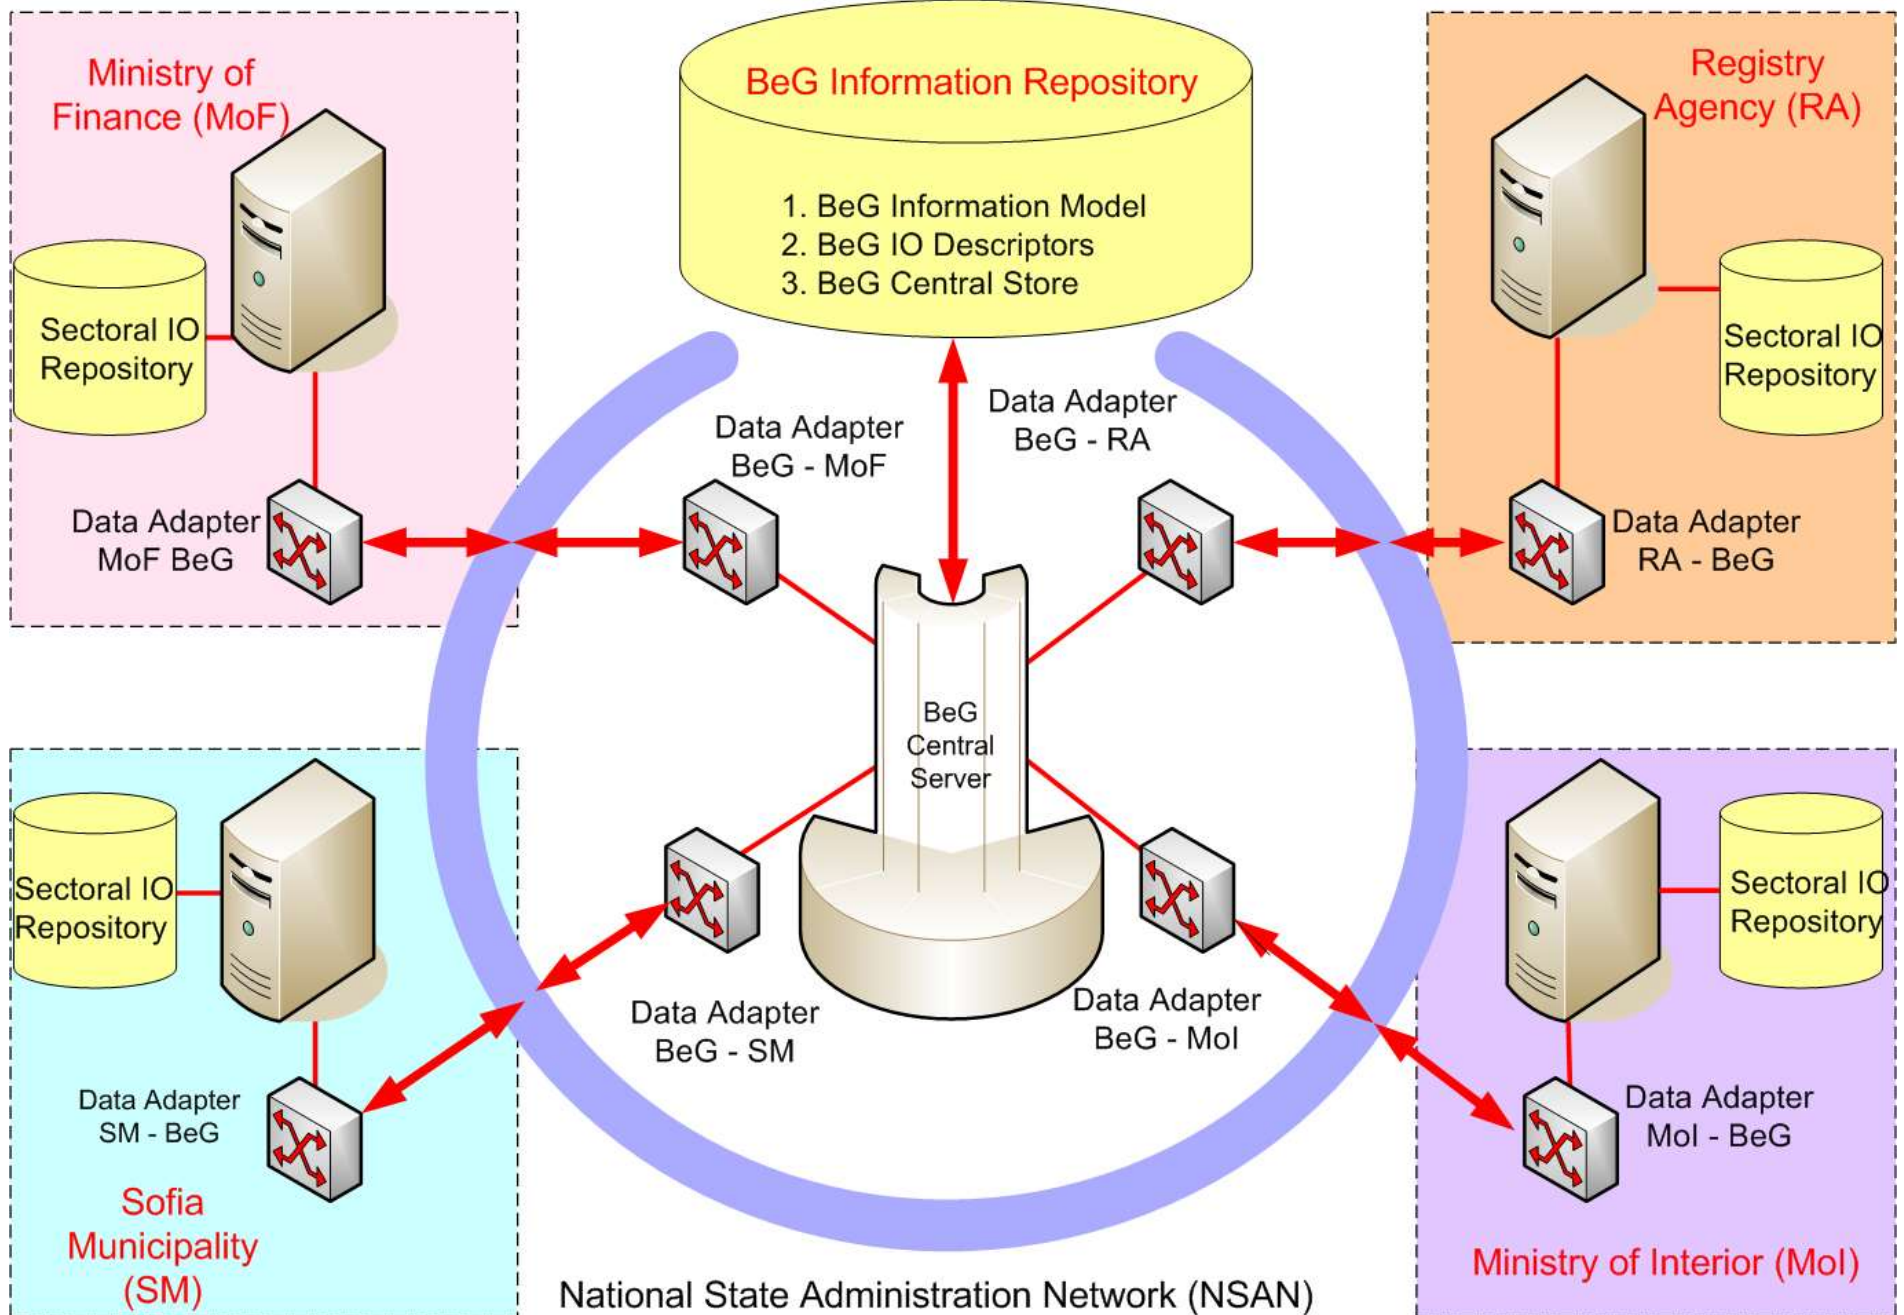 Ministry of
Finance (MoF)
BeG Information Repository
Registry
Agency (RA)
1. BeG Information Model
2. BeG IO Descriptors
3. BeG Central Store
Sectoral IO
Repository
Sectoral IO
Repository
Data Adapter
BeG - MoF
Data Adapter
BeG - RA
Data Adapter
MoF BeG
Data Adapter
RA - BeG
BeG
Central
Server
Sectoral IO
Repository
Sectoral IO
Repository
Data Adapter
BeG - SM
Data Adapter
BeG - MoI
Data Adapter
SM - BeG
Data Adapter
MoI - BeG
Sofia
Municipality
(SM)
Ministry of Interior (MoI)
National State Administration Network (NSAN)